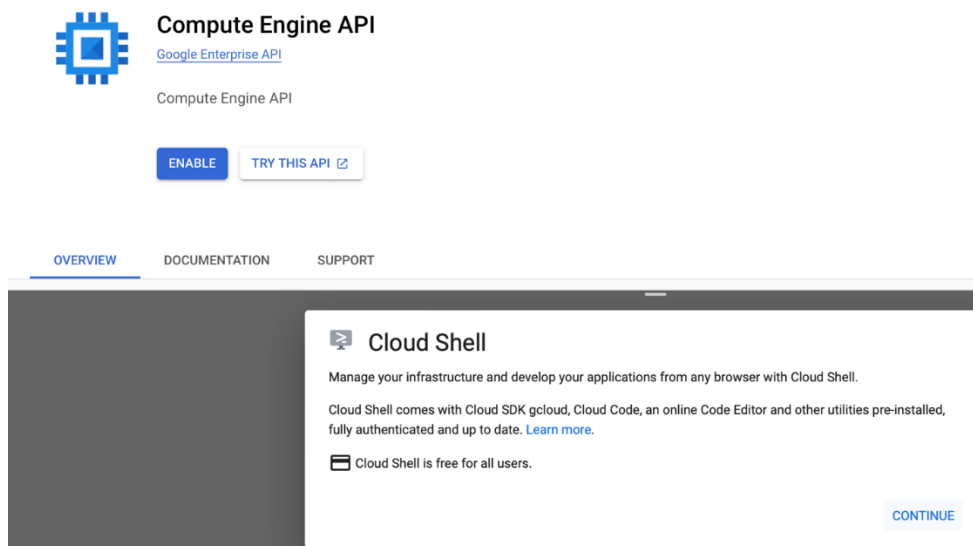 Compute Engine API
Google Enterprise API
Compute Engine API
ENABLE
TRY THIS API
OVERVIEW
DOCUMENTATION
SUPPORT
Cloud Shell
Manage your infrastructure and develop your applications from any browser with Cloud Shell.
Cloud Shell comes with Cloud SDK gcloud, Cloud Code, an online Code Editor and other utilities pre-installed,
fully authenticated and up to date. Learn more.
Cloud Shell is free for all users.
CONTINUE